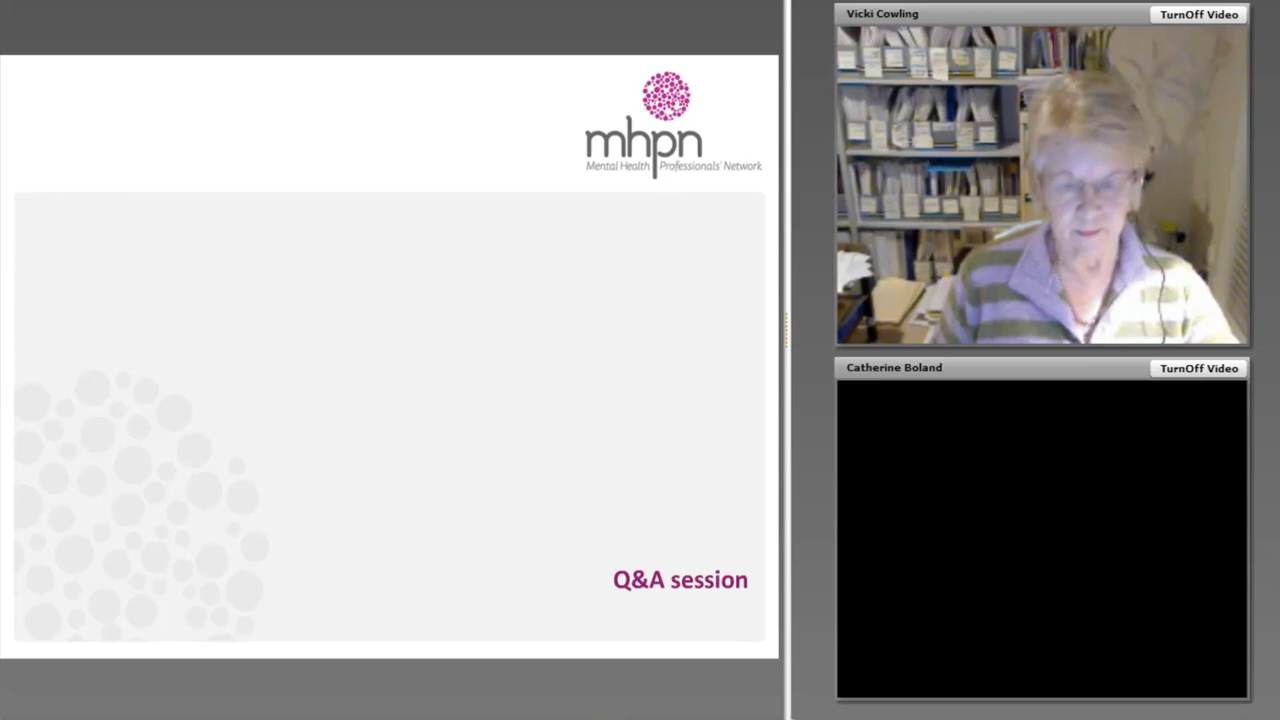 mhpn
Mental Health Professionals' Network
Q&A session
Vicki Cowling
TurnOff Video
Catherine Boland
TurnOff Video